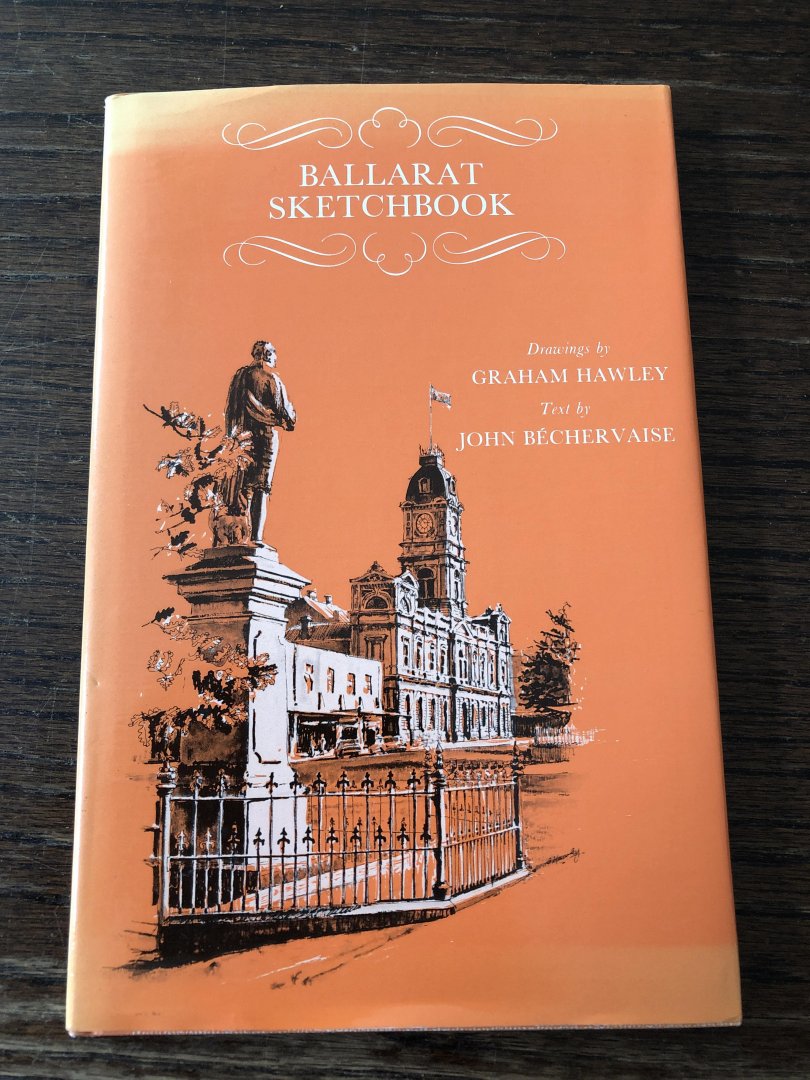 BALLARAT
SKETCHBOOK
Drawings by
GRAHAM HAWLEY
Text by
JOHN BÉCHERVAISE